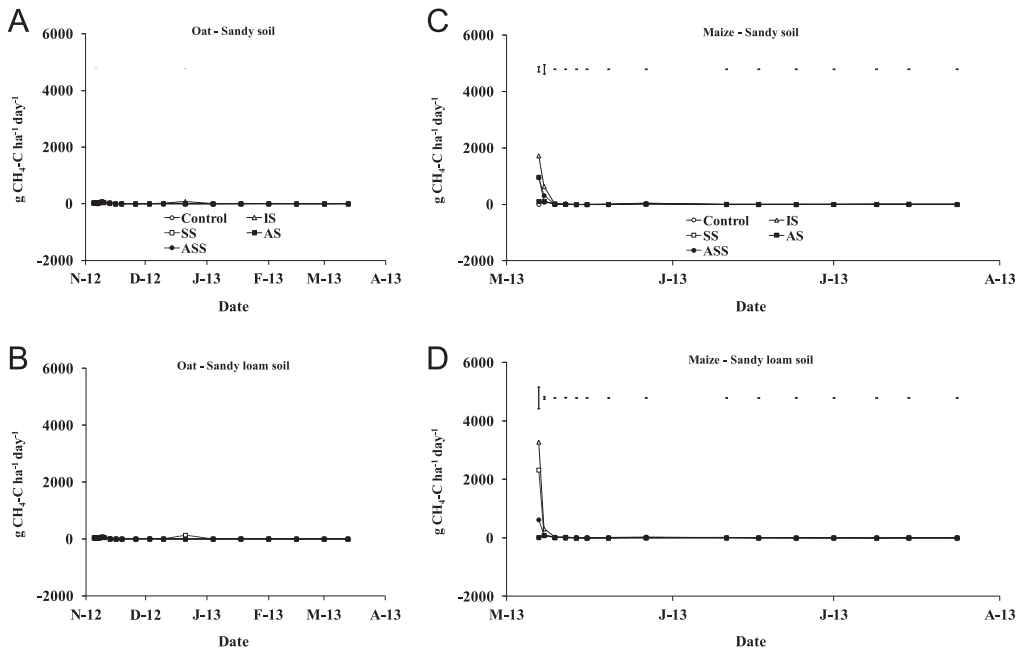 A
Oat - Sandy soil
6000
4000
2000
0
-2000
g CH₄-C ha⁻¹ day⁻¹
Control IS
SS AS
ASS
N-12 D-12 J-13 F-13 M-13 A-13
Date
C
Maize - Sandy soil
6000
4000
2000
0
-2000
g CH₄-C ha⁻¹ day⁻¹
Control IS
SS AS
ASS
M-13 J-13 J-13 A-13
Date
B
Oat - Sandy loam soil
6000
4000
2000
0
-2000
g CH₄-C ha⁻¹ day⁻¹
N-12 D-12 J-13 F-13 M-13 A-13
Date
D
Maize - Sandy loam soil
6000
4000
2000
0
-2000
g CH₄-C ha⁻¹ day⁻¹
M-13 J-13 J-13 A-13
Date